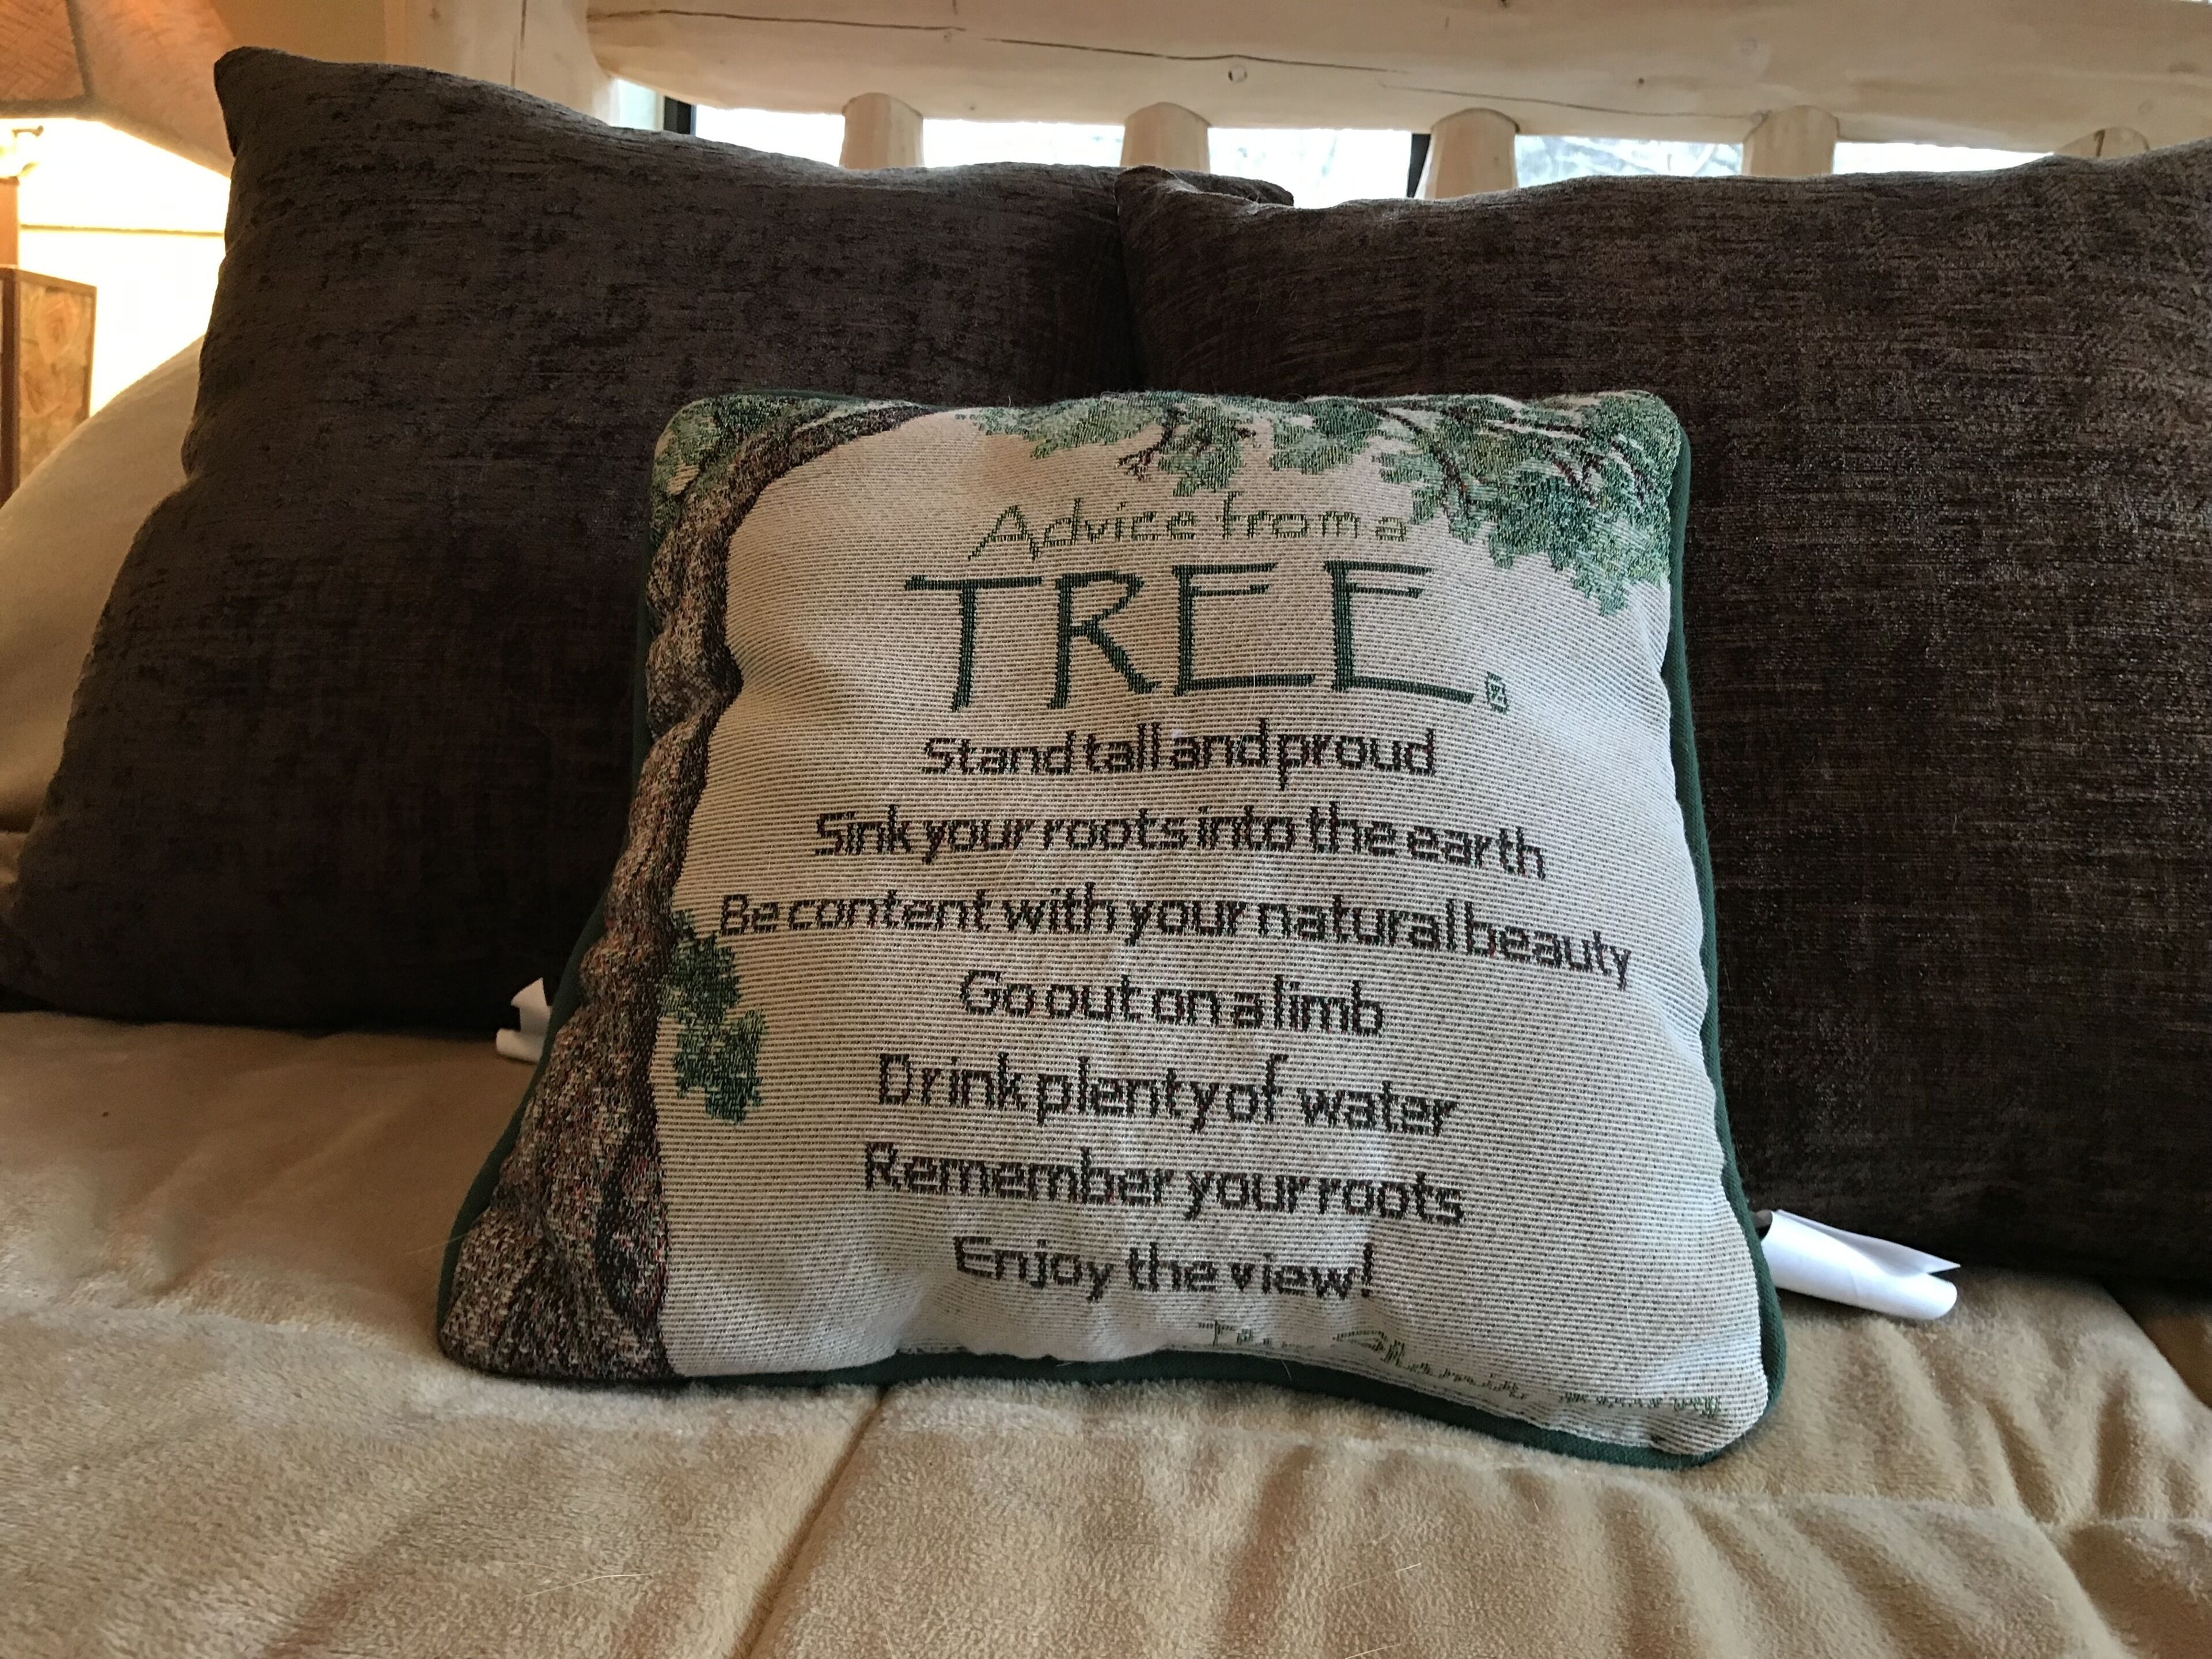 Advice from a
TREE®
Stand tall and proud
Sink your roots into the earth
Be content with your natural beauty
Go out on a limb
Drink plenty of water
Remember your roots
Enjoy the view!